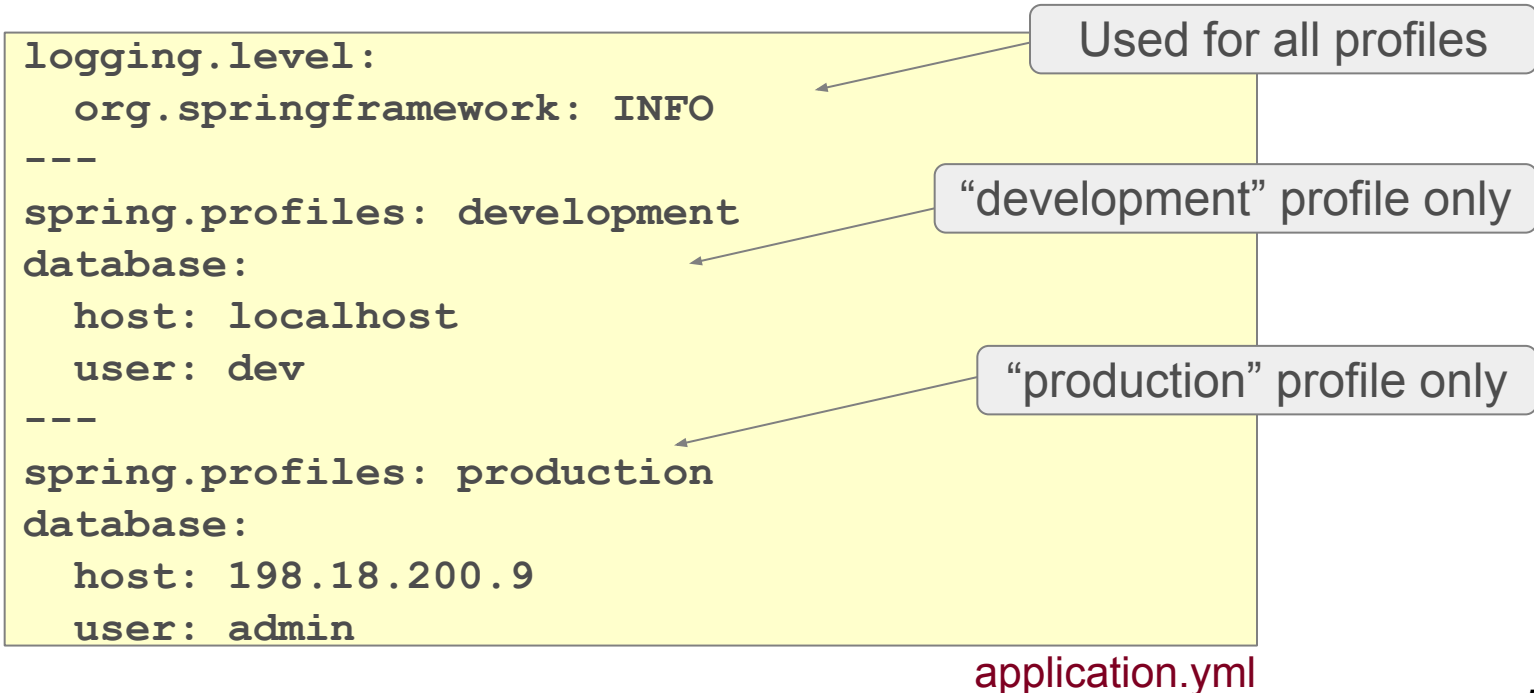 Used for all profiles
logging.level:
  org.springframework: INFO
---
“development” profile only
spring.profiles: development
database:
  host: localhost
  user: dev
---
“production” profile only
spring.profiles: production
database:
  host: 198.18.200.9
  user: admin
application.yml